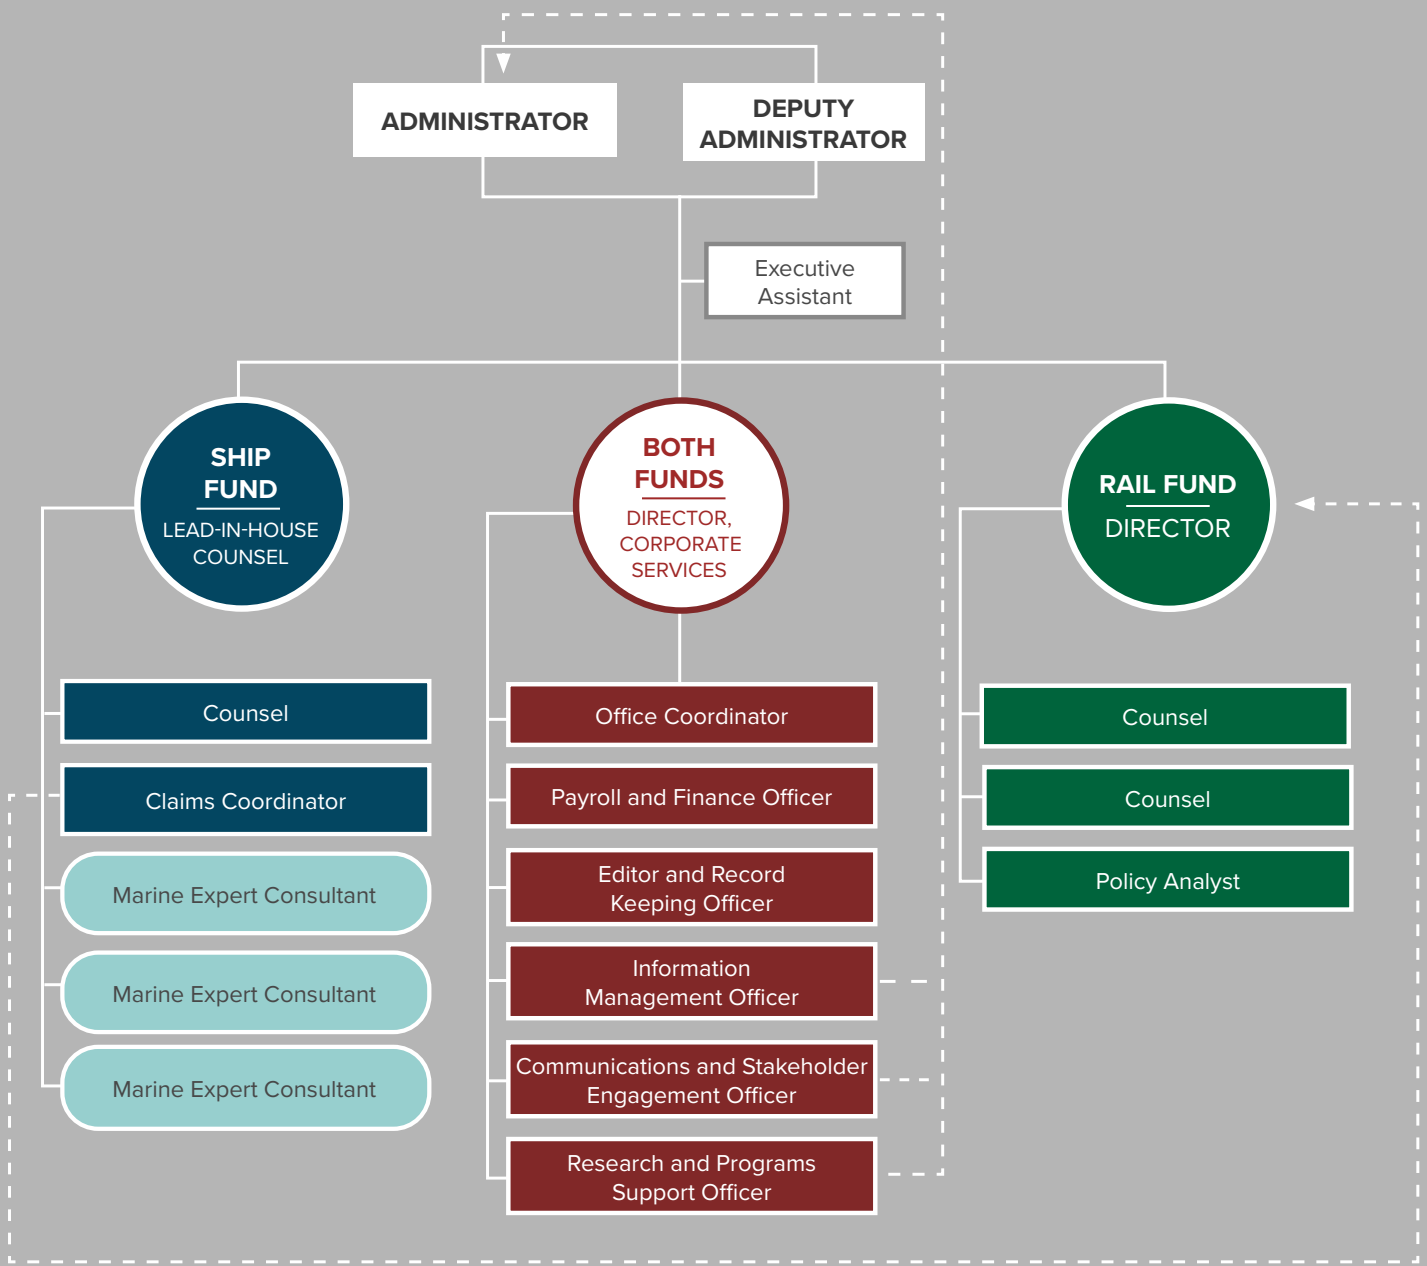 ADMINISTRATOR
DEPUTY
ADMINISTRATOR
Executive
Assistant
SHIP
FUND
LEAD-IN-HOUSE
COUNSEL
BOTH
FUNDS
DIRECTOR,
CORPORATE
SERVICES
RAIL FUND
DIRECTOR
Counsel
Claims Coordinator
Marine Expert Consultant
Marine Expert Consultant
Marine Expert Consultant
Office Coordinator
Payroll and Finance Officer
Editor and Record
Keeping Officer
Information
Management Officer
Communications and Stakeholder
Engagement Officer
Research and Programs
Support Officer
Counsel
Counsel
Policy Analyst